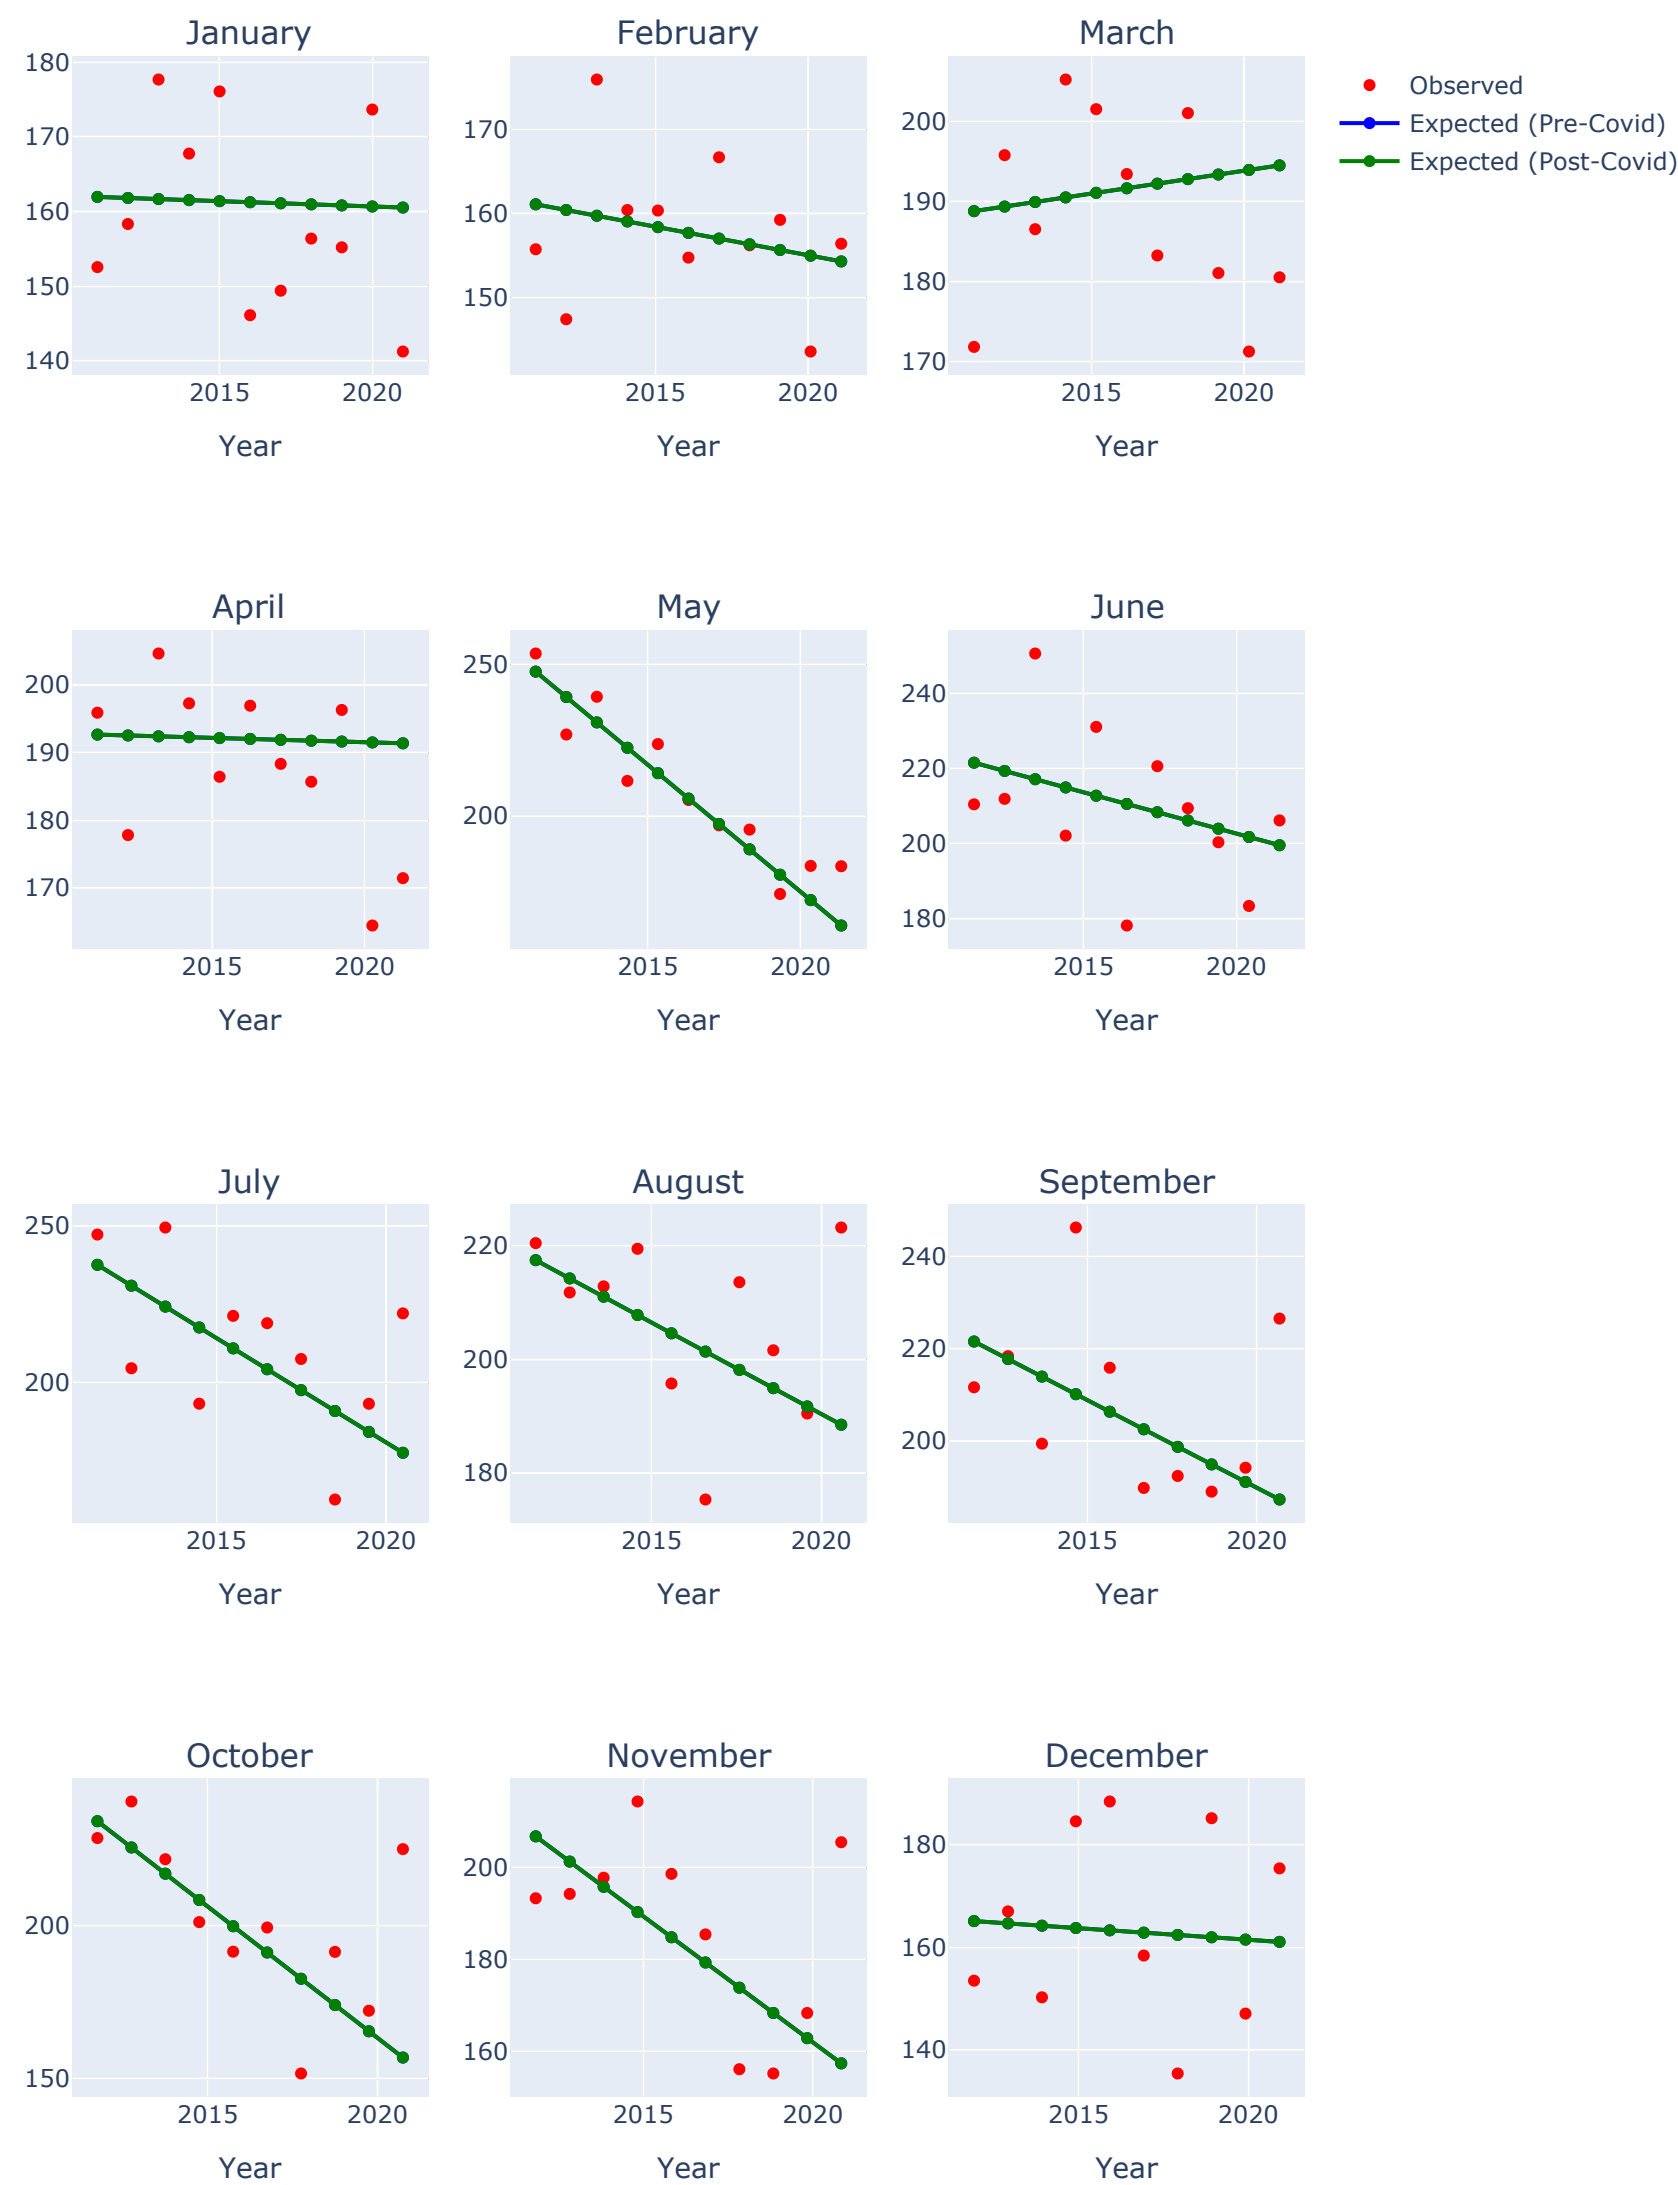 January
February
March
Observed
Expected (Pre-Covid)
Expected (Post-Covid)
180
170
160
150
140
2015
2020
Year
170
160
150
2015
2020
Year
200
190
180
170
2015
2020
Year
April
May
June
200
190
180
170
2015
2020
Year
250
200
2015
2020
Year
240
220
200
180
2015
2020
Year
July
August
September
250
200
2015
2020
Year
220
200
180
2015
2020
Year
240
220
200
2015
2020
Year
October
November
December
200
150
2015
2020
Year
200
180
160
2015
2020
Year
180
160
140
2015
2020
Year